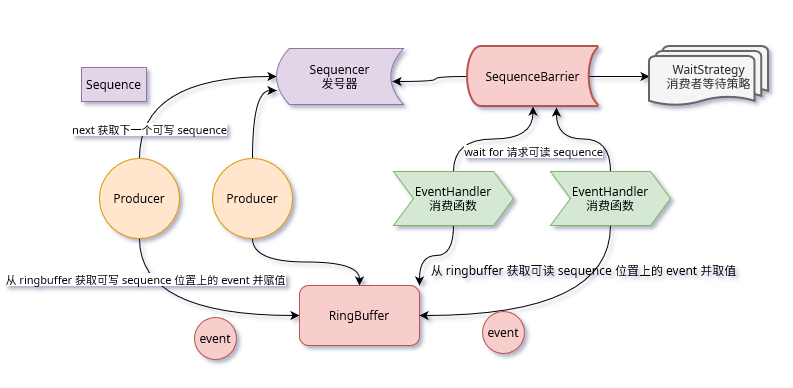 Sequence
Sequencer
发号器
SequenceBarrier
WaitStrategy
消费者等待策略
next 获取下一个可写 sequence
wait for 请求可读 sequence
Producer
Producer
EventHandler
消费函数
EventHandler
消费函数
从 ringbuffer 获取可写 sequence 位置上的 event 并赋值
从 ringbuffer 获取可读 sequence 位置上的 event 并取值
RingBuffer
event
event